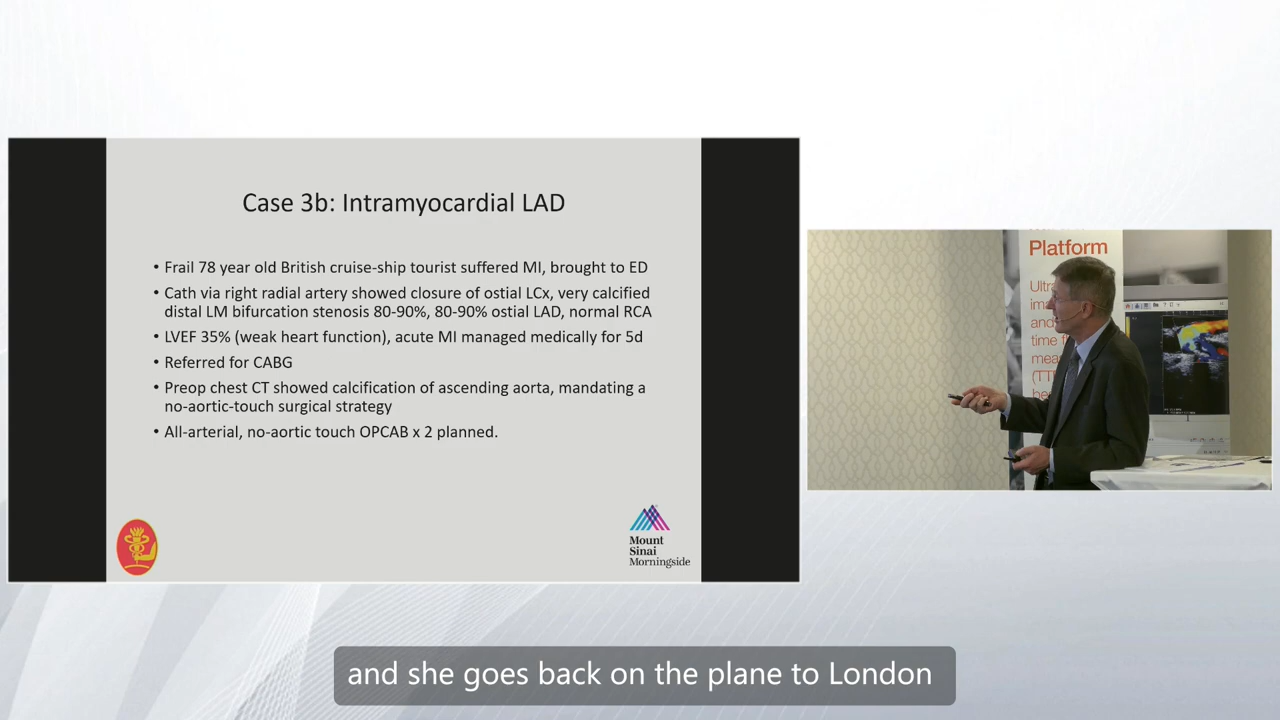 Case 3b: Intramyocardial LAD
• Frail 78 year old British cruise-ship tourist suffered MI, brought to ED
• Cath via right radial artery showed closure of ostial LCx, very calcified
distal LM bifurcation stenosis 80-90%, 80-90% ostial LAD, normal RCA
• LVEF 35% (weak heart function), acute MI managed medically for 5d
• Referred for CABG
• Preop chest CT showed calcification of ascending aorta, mandating a
no-aortic-touch surgical strategy
• All-arterial, no-aortic touch OPCAB x 2 planned.
Mount
Sinai
Morningside
Platform
and
time
(TT
and she goes back on the plane to London